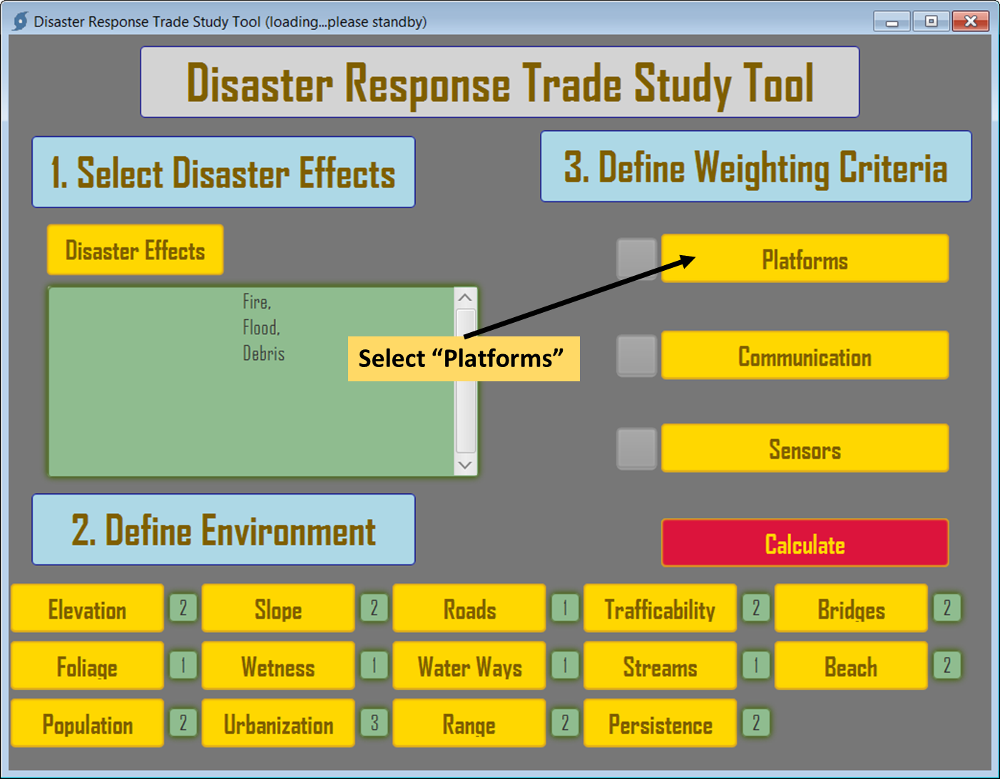 Disaster Response Trade Study Tool (loading...please standby)
Disaster Response Trade Study Tool
1. Select Disaster Effects
3. Define Weighting Criteria
Disaster Effects
Fire,
Flood,
Debris
Select “Platforms”
Platforms
Communication
Sensors
Calculate
2. Define Environment
Elevation 2 Slope 2 Roads 1 Trafficability 2 Bridges 2
Foliage 1 Wetness 1 Water Ways 1 Streams 1 Beach 2
Population 2 Urbanization 3 Range 2 Persistence 2